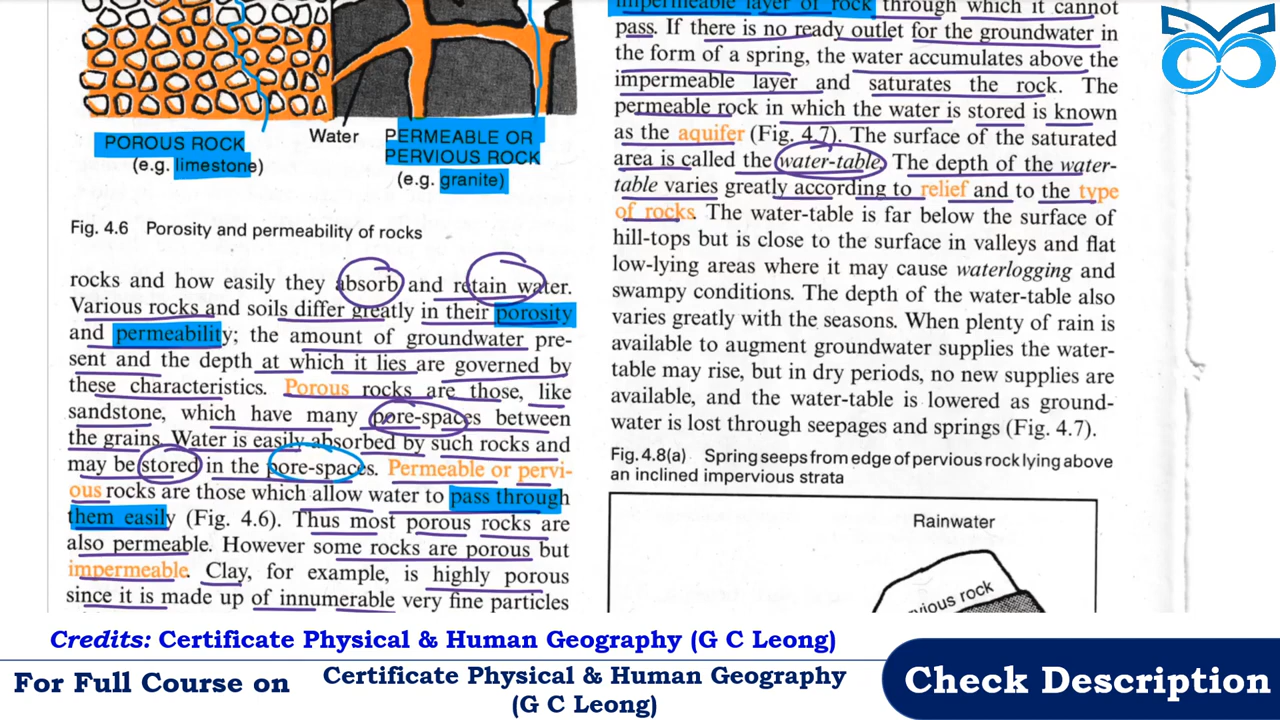 POROUS ROCK
(e.g. limestone)
Water
PERMEABLE OR
PERVIOUS ROCK
(e.g. granite)
Fig. 4.6 Porosity and permeability of rocks
rocks and how easily they absorb and retain water.
Various rocks and soils differ greatly in their porosity
and permeability; the amount of groundwater pre-
sent and the depth at which it lies are governed by
these characteristics. Porous rocks are those, like
sandstone, which have many pore-spaces between
the grains. Water is easily absorbed by such rocks and
may be stored in the pore-spaces. Permeable or pervi-
ous rocks are those which allow water to pass through
them easily (Fig. 4.6). Thus most porous rocks are
also permeable. However some rocks are porous but
impermeable. Clay, for example, is highly porous
since it is made up of innumerable very fine particles
impermeable layer of rock through which it cannot
pass. If there is no ready outlet for the groundwater in
the form of a spring, the water accumulates above the
impermeable layer and saturates the rock. The
permeable rock in which the water is stored is known
as the aquifer (Fig. 4.7). The surface of the saturated
area is called the water-table. The depth of the water-
table varies greatly according to relief and to the type
of rocks. The water-table is far below the surface of
hill-tops but is close to the surface in valleys and flat
low-lying areas where it may cause waterlogging and
swampy conditions. The depth of the water-table also
varies greatly with the seasons. When plenty of rain is
available to augment groundwater supplies the water-
table may rise, but in dry periods, no new supplies are
available, and the water-table is lowered as ground-
water is lost through seepages and springs (Fig. 4.7).
Fig. 4.8(a) Spring seeps from edge of pervious rock lying above
an inclined impervious strata
Rainwater
vious rock
Credits: Certificate Physical & Human Geography (G C Leong)
For Full Course on
Certificate Physical & Human Geography
(G C Leong)
Check Description